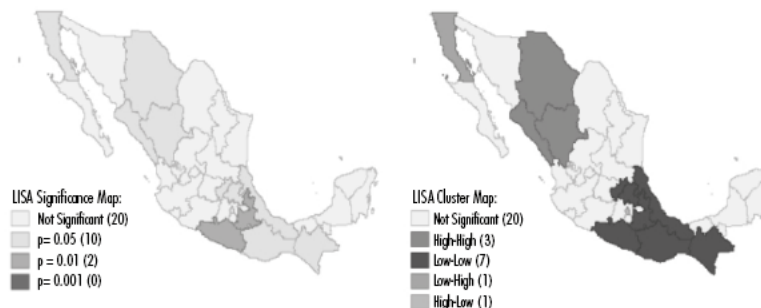 LISA Significance Map:
Not Significant (20)
p= 0.05 (10)
p = 0.01 (2)
p= 0.001 (0)
LISA Cluster Map:
Not Significant (20)
High-High (3)
Low-Low (7)
Low-High (1)
High-Low (1)